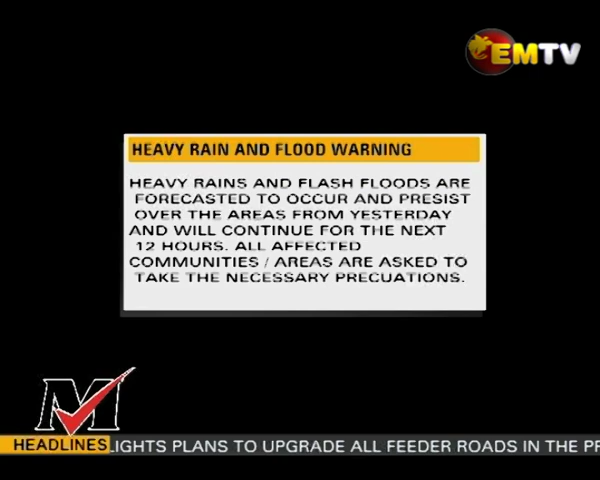 EMTV
HEAVY RAIN AND FLOOD WARNING
HEAVY RAINS AND FLASH FLOODS ARE
FORECASTED TO OCCUR AND PRESIST
OVER THE AREAS FROM YESTERDAY
AND WILL CONTINUE FOR THE NEXT
12 HOURS. ALL AFFECTED
COMMUNITIES / AREAS ARE ASKED TO
TAKE THE NECESSARY PRECUATIONS.
M
HEADLINES LIGHTS PLANS TO UPGRADE ALL FEEDER ROADS IN THE PR